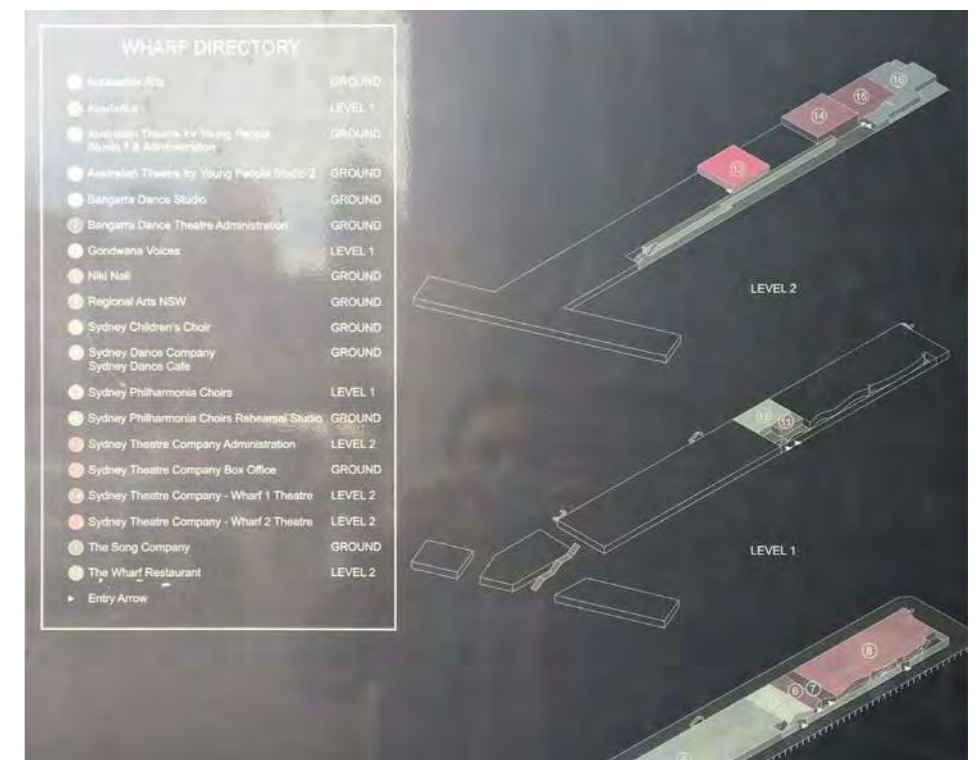 WHARF DIRECTORY
Accessible Arts GROUND
LEVEL 1
Australian Theatre for Young People GROUND
Studio 1 & Administration
Australian Theatre for Young People Studio 2 GROUND
Bangarra Dance Studio GROUND
Bangarra Dance Theatre Administration GROUND
Gondwana Voices LEVEL 1
Niki Nali GROUND
Regional Arts NSW GROUND
Sydney Children's Choir GROUND
Sydney Dance Company GROUND
Sydney Dance Cafe
Sydney Philharmonia Choirs LEVEL 1
Sydney Philharmonia Choirs Rehearsal Studio GROUND
Sydney Theatre Company Administration LEVEL 2
Sydney Theatre Company Box Office GROUND
Sydney Theatre Company - Wharf 1 Theatre LEVEL 2
Sydney Theatre Company - Wharf 2 Theatre LEVEL 2
The Song Company GROUND
The Wharf Restaurant LEVEL 2
Entry Arrow
16
15
14
13
LEVEL 2
12
11
LEVEL 1
8
6 7